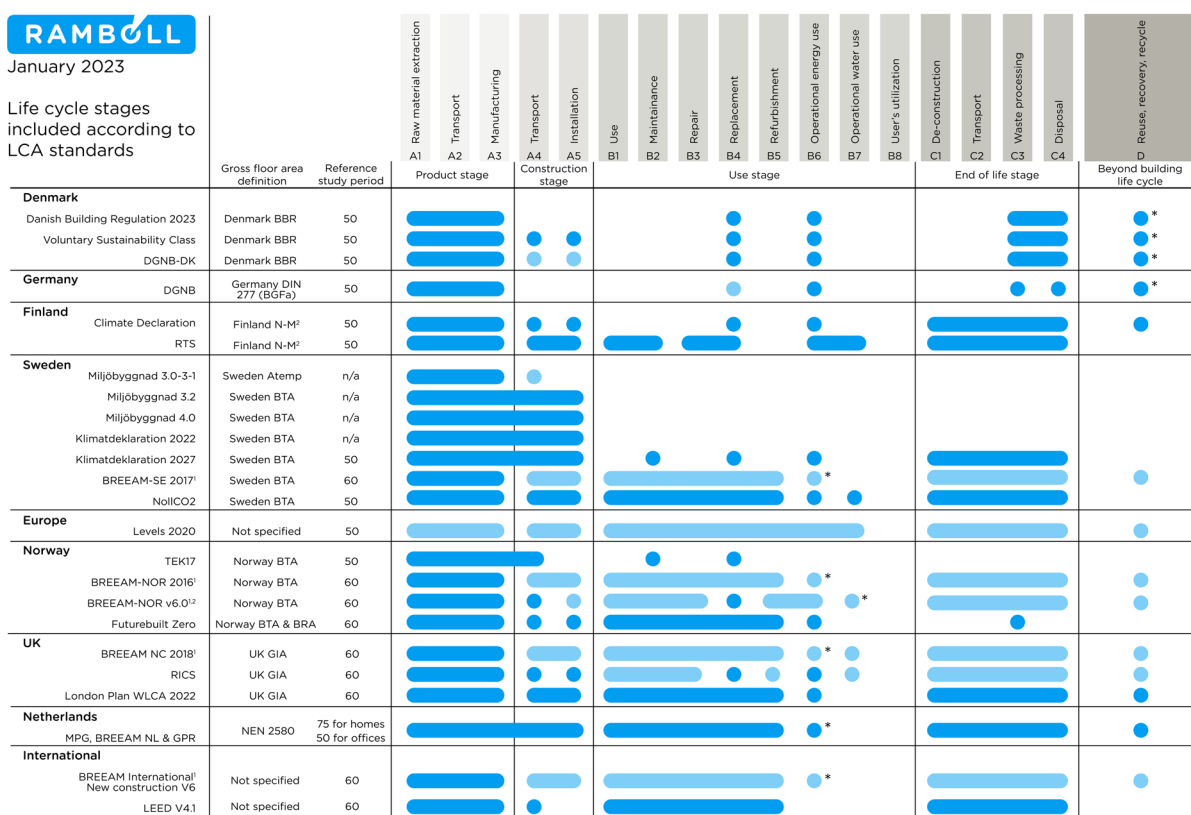 RAMBOLL
January 2023
Life cycle stages
included according to
LCA standards
Gross floor area
definition
Reference
study period
Raw material extraction
A1
Transport
A2
Manufacturing
A3
Transport
A4
Installation
A5
Use
B1
Maintainance
B2
Repair
B3
Replacement
B4
Refurbishment
B5
Operational energy use
B6
Operational water use
B7
User's utilization
B8
De-construction
C1
Transport
C2
Waste processing
C3
Disposal
C4
Reuse, recovery, recycle
D
Product stage
Construction
stage
Use stage
End of life stage
Beyond building
life cycle
Denmark
Danish Building Regulation 2023 Denmark BBR 50 *
Voluntary Sustainability Class Denmark BBR 50 *
DGNB-DK Denmark BBR 50 *
Germany
DGNB Germany DIN
277 (BGFa) 50 *
Finland
Climate Declaration Finland N-M² 50
RTS Finland N-M² 50
Sweden
Miljöbyggnad 3.0-3-1 Sweden Atemp n/a
Miljöbyggnad 3.2 Sweden BTA n/a
Miljöbyggnad 4.0 Sweden BTA n/a
Klimatdeklaration 2022 Sweden BTA n/a
Klimatdeklaration 2027 Sweden BTA 50
BREEAM-SE 2017¹ Sweden BTA 60 *
NollCO2 Sweden BTA 50
Europe
Levels 2020 Not specified 50
Norway
TEK17 Norway BTA 50
BREEAM-NOR 2016¹ Norway BTA 60 *
BREEAM-NOR v6.0¹,² Norway BTA 60 *
Futurebuilt Zero Norway BTA & BRA 60
UK
BREEAM NC 2018¹ UK GIA 60 *
RICS UK GIA 60
London Plan WLCA 2022 UK GIA 60
Netherlands
MPG, BREEAM NL & GPR NEN 2580 75 for homes
50 for offices *
International
BREEAM International¹
New construction V6 Not specified 60 *
LEED V4.1 Not specified 60